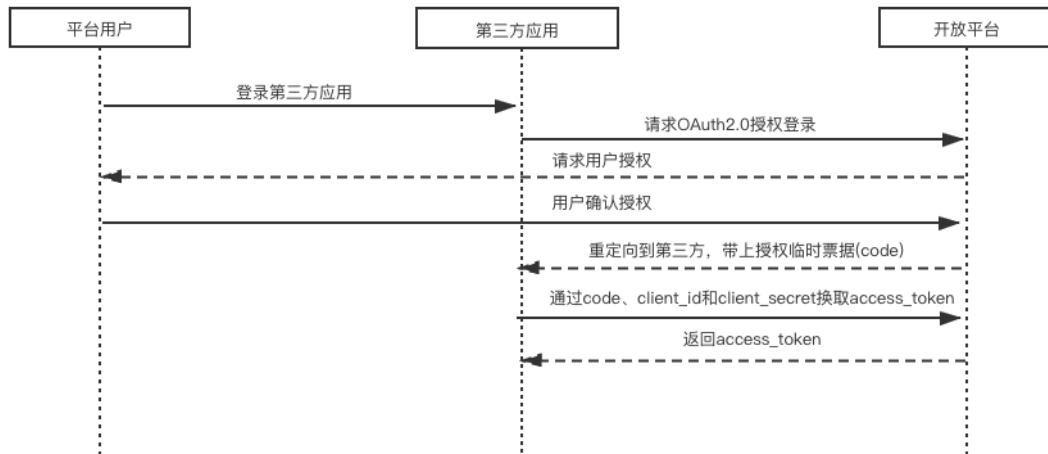 平台用户
第三方应用
开放平台
登录第三方应用
请求OAuth2.0授权登录
请求用户授权
用户确认授权
重定向到第三方，带上授权临时票据(code)
通过code、client_id和client_secret换取access_token
返回access_token